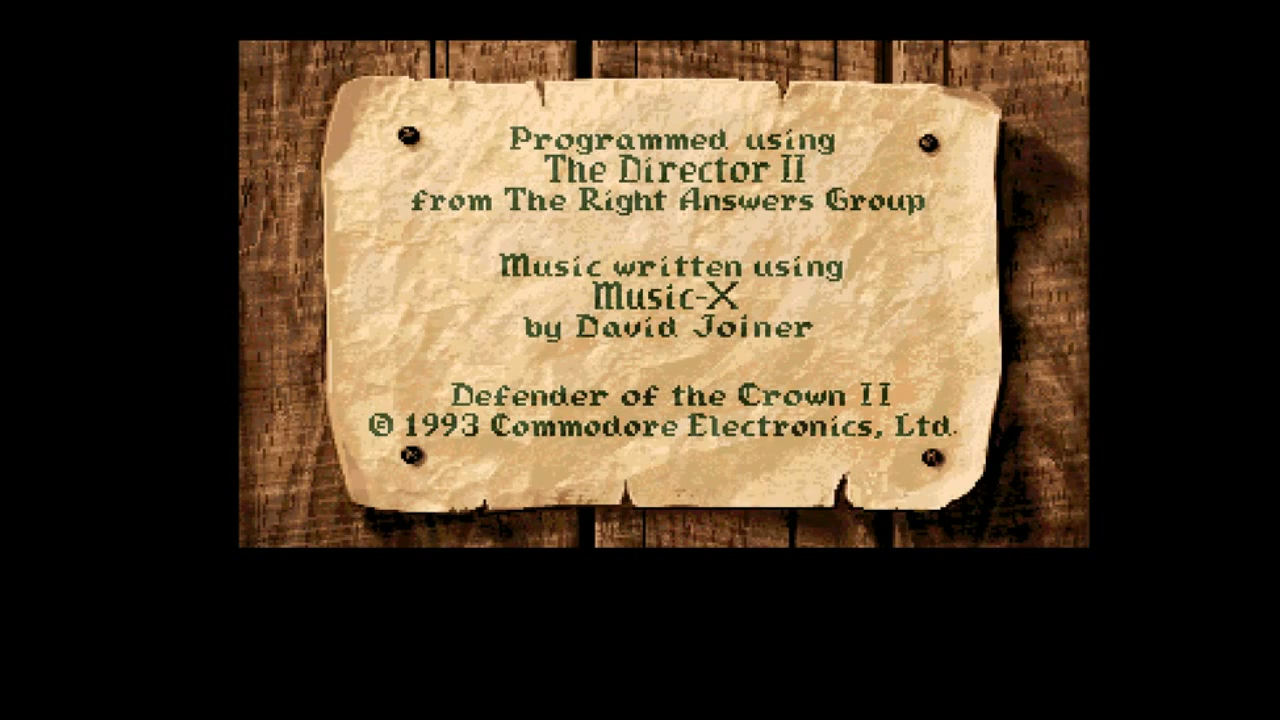 Programmed using
The Director II
from The Right Answers Group
Music written using
Music-X
by David Joiner
Defender of the Crown II
© 1993 Commodore Electronics, Ltd.